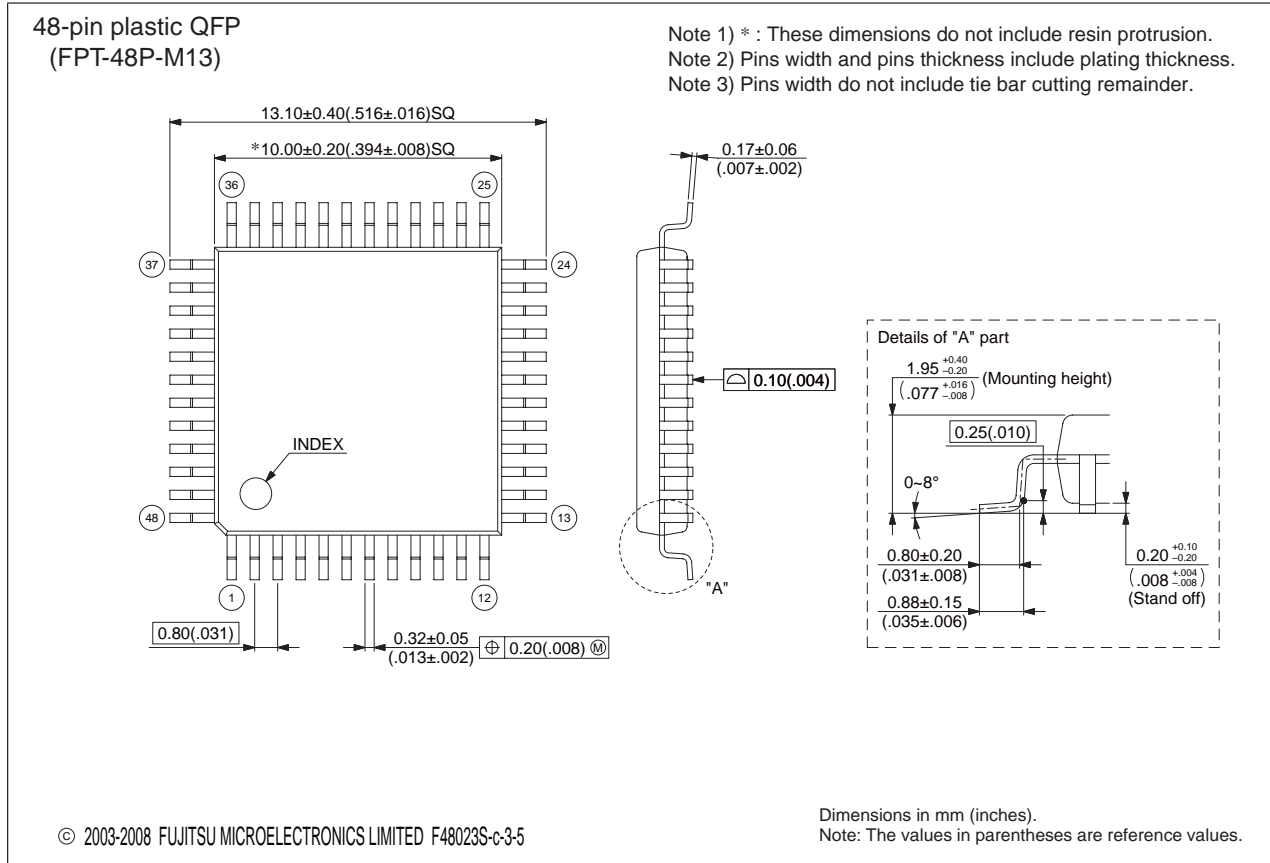 48-pin plastic QFP
(FPT-48P-M13)
Note 1) * : These dimensions do not include resin protrusion.
Note 2) Pins width and pins thickness include plating thickness.
Note 3) Pins width do not include tie bar cutting remainder.
13.10±0.40(.516±.016)SQ
*10.00±0.20(.394±.008)SQ
0.17±0.06
(.007±.002)
36
25
37
24
0.10(.004)
INDEX
48
13
1
12
"A"
0.80(.031)
0.32±0.05
(.013±.002)
⌖ 0.20(.008) Ⓜ
Details of "A" part
1.95 +0.40 –0.20
(.077 +.016 –.008)
(Mounting height)
0.25(.010)
0~8°
0.80±0.20
(.031±.008)
0.88±0.15
(.035±.006)
0.20 +0.10 –0.20
(.008 +.004 –.008)
(Stand off)
© 2003-2008 FUJITSU MICROELECTRONICS LIMITED F48023S-c-3-5
Dimensions in mm (inches).
Note: The values in parentheses are reference values.